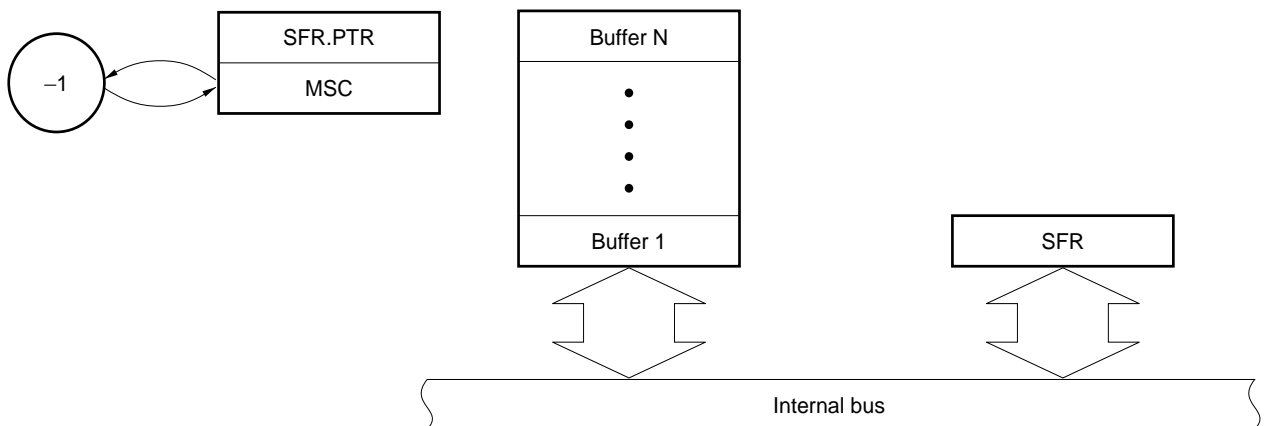 SFR.PTR
Buffer N
−1
MSC
Buffer 1
SFR
Internal bus